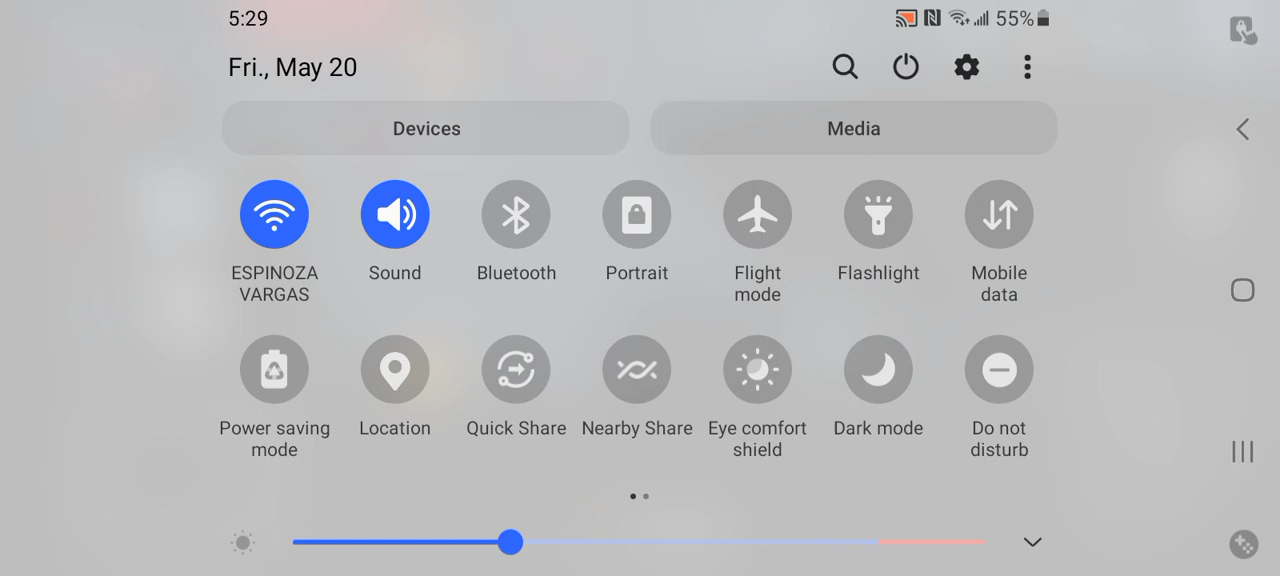 5:29
55%
Fri., May 20
Devices
Media
ESPINOZA
VARGAS
Sound
Bluetooth
Portrait
Flight
mode
Flashlight
Mobile
data
Power saving
mode
Location
Quick Share
Nearby Share
Eye comfort
shield
Dark mode
Do not
disturb